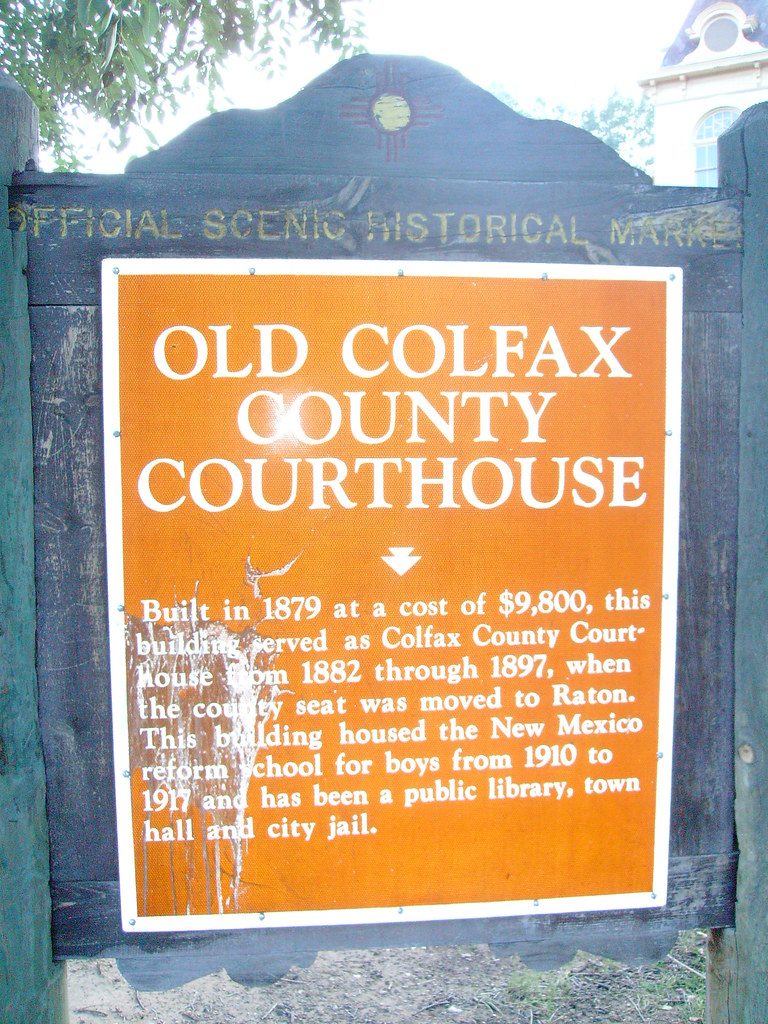 OFFICIAL SCENIC HISTORICAL MARKE
OLD COLFAX
COUNTY
COURTHOUSE
Built in 1879 at a cost of $9,800, this
building served as Colfax County Court-
house from 1882 through 1897, when
the county seat was moved to Raton.
This building housed the New Mexico
reform school for boys from 1910 to
1917 and has been a public library, town
hall and city jail.